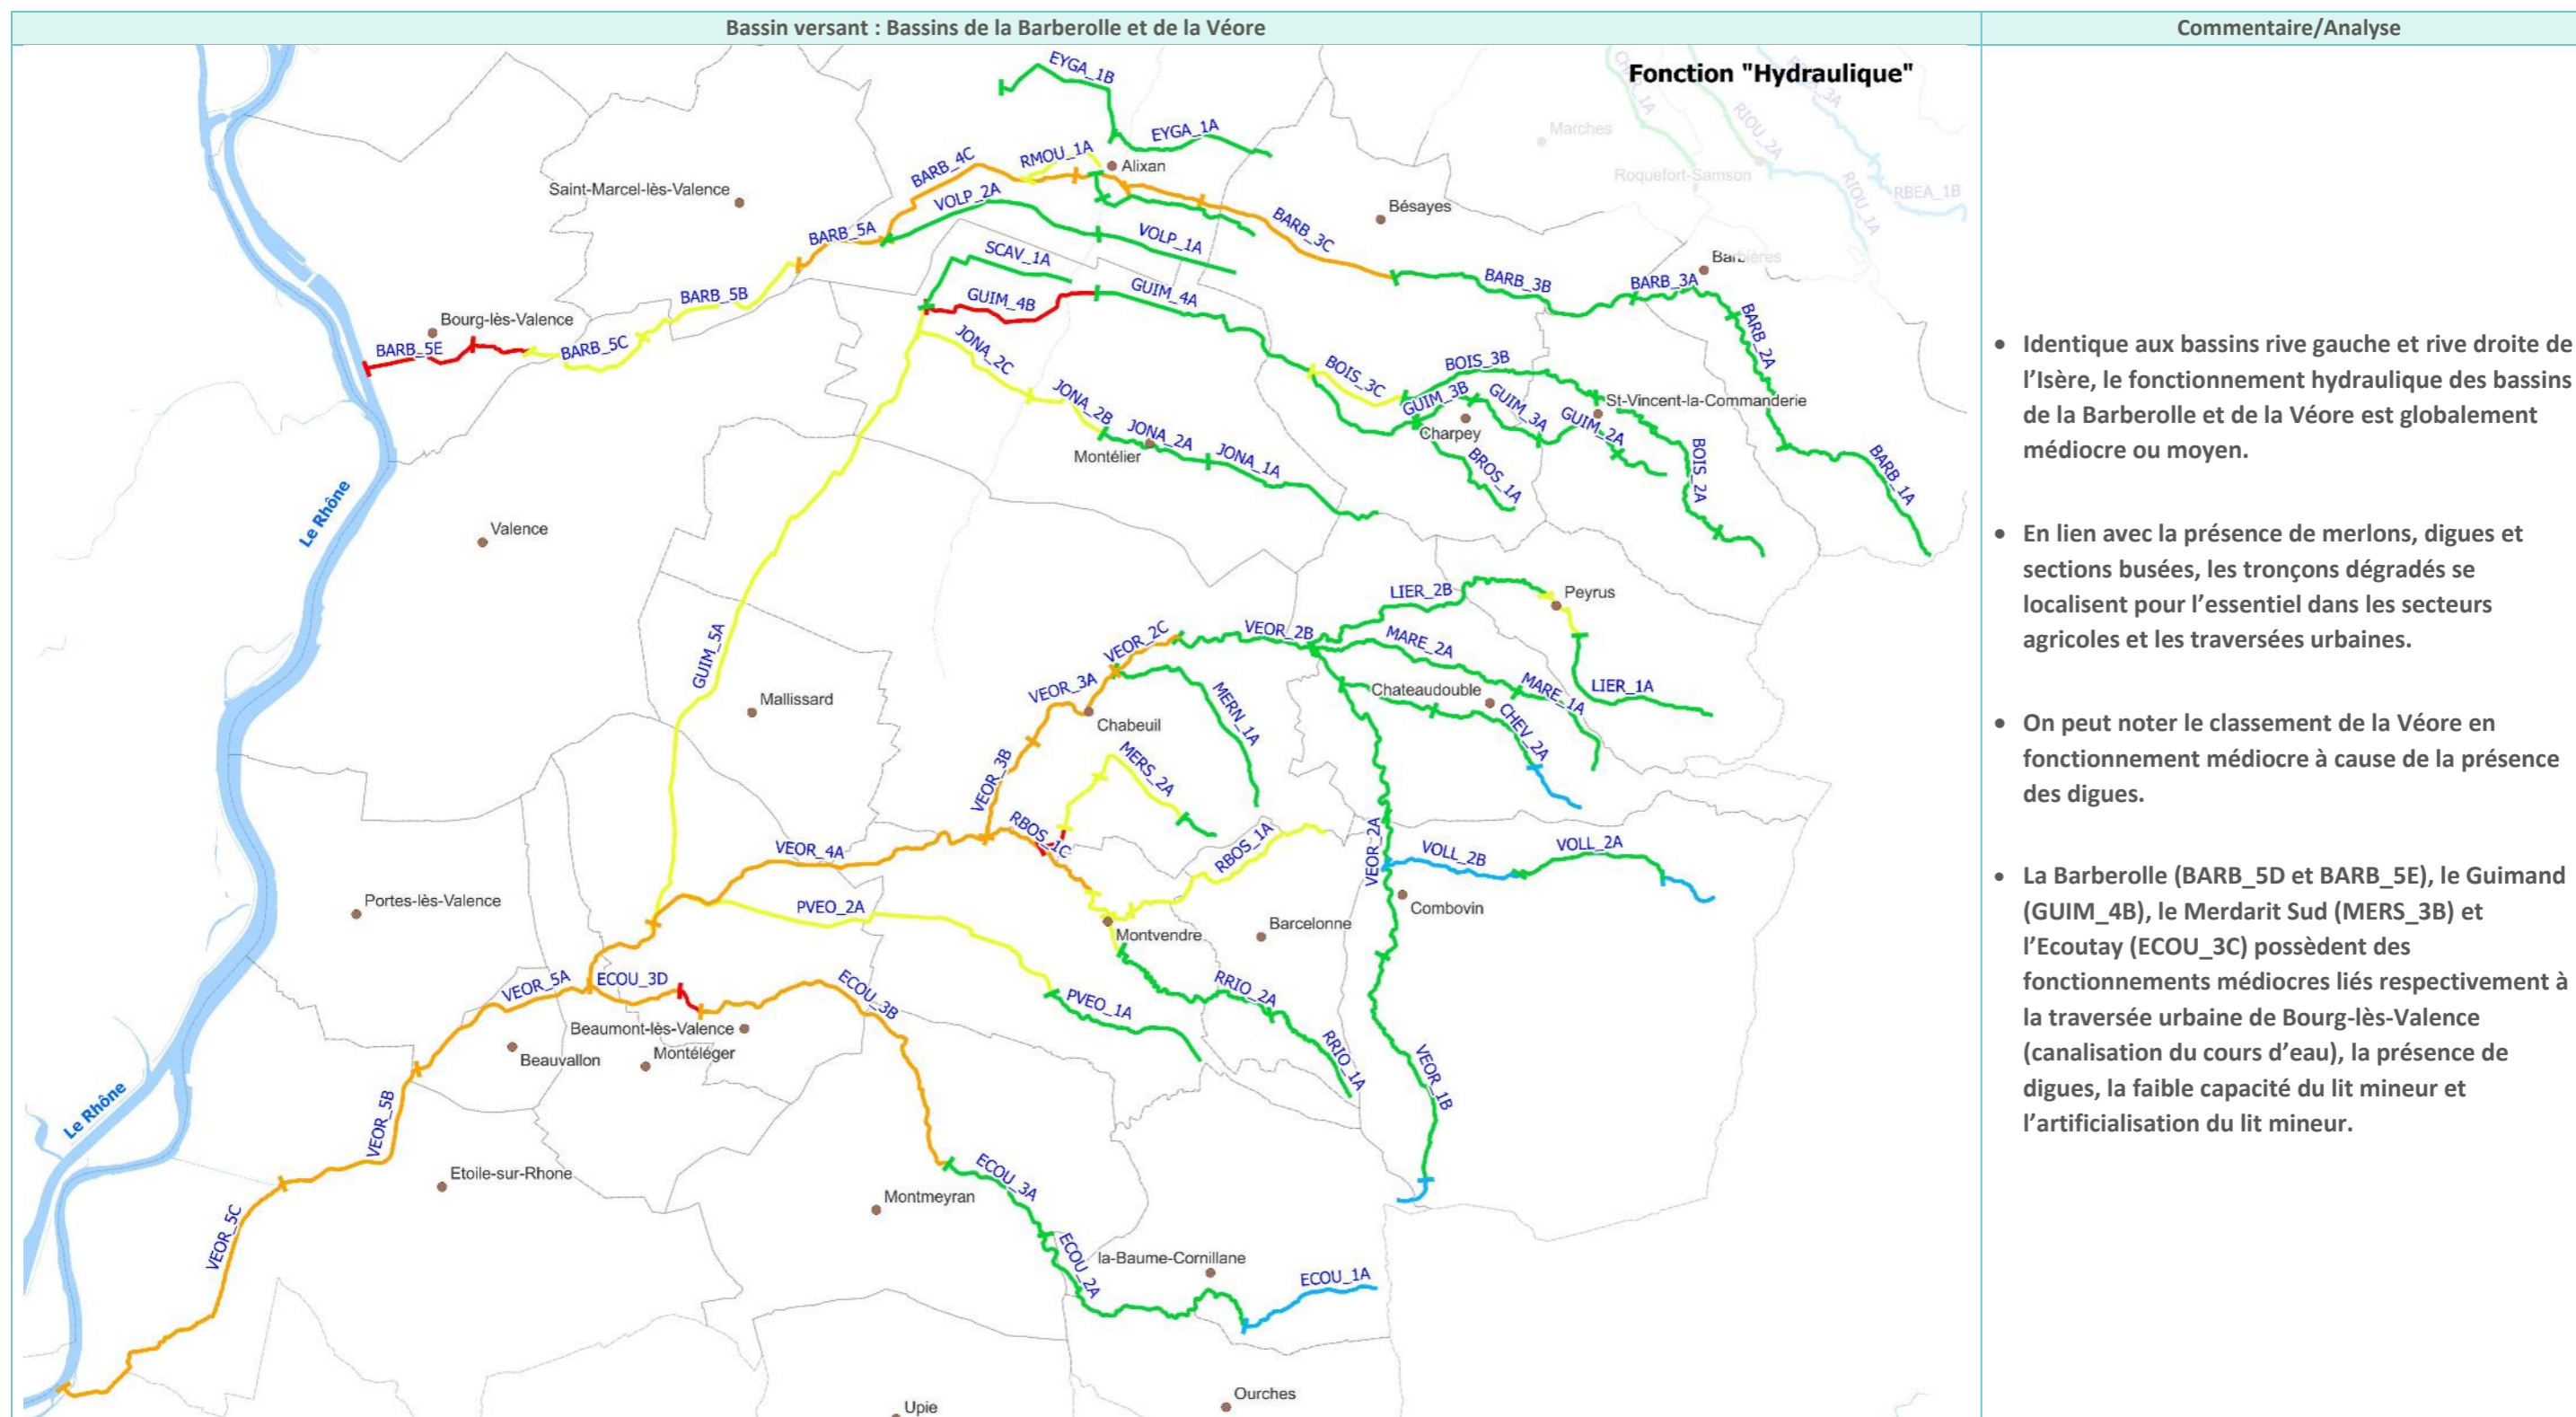 Bassin versant : Bassins de la Barberolle et de la Véore
Commentaire/Analyse
Fonction "Hydraulique"
EYGA_1B
EYGA_1A
BARB_4C
RMOU_1A
Alixan
Marches
RIOU_2A
Roquefort-Samson
RIOU_1A
RBEA_1B
Saint-Marcel-lès-Valence
VOLP_2A
Bésayes
BARB_5A
BARB_3C
VOLP_1A
SCAV_1A
Barbières
BARB_3B
BARB_3A
BARB_5B
GUIM_4B
GUIM_4A
BARB_2A
Bourg-lès-Valence
BARB_5E
BARB_5C
JONA_2C
BOIS_3C
BOIS_3B
GUIM_3B
GUIM_3A
GUIM_2A
St-Vincent-la-Commanderie
JONA_2B
JONA_2A
JONA_1A
Montélier
Charpey
BROS_1A
BOIS_2A
BARB_1A
Le Rhône
Valence
LIER_2B
Peyrus
GUIM_5A
VEOR_2C
VEOR_2B
MARE_2A
VEOR_3A
Mallissard
Chabeuil
MERN_1A
Chateaudouble
MARE_1A
LIER_1A
CHEV_2A
VEOR_3B
MERS_2A
RBOS_1C
RBOS_1A
VEOR_4A
VEOR_2A
VOLL_2B
VOLL_2A
Portes-lès-Valence
PVEO_2A
Combovin
Montvendre
Barcelonne
VEOR_5A
ECOU_3D
ECOU_3B
PVEO_1A
RRIO_2A
Beaumont-lès-Valence
Beauvallon
Montéléger
RRIO_1A
VEOR_1B
Le Rhône
VEOR_5B
Etoile-sur-Rhone
ECOU_3A
Montmeyran
VEOR_5C
ECOU_2A
la-Baume-Cornillane
ECOU_1A
Ourches
Upie
• Identique aux bassins rive gauche et rive droite de
l’Isère, le fonctionnement hydraulique des bassins
de la Barberolle et de la Véore est globalement
médiocre ou moyen.
• En lien avec la présence de merlons, digues et
sections busées, les tronçons dégradés se
localisent pour l’essentiel dans les secteurs
agricoles et les traversées urbaines.
• On peut noter le classement de la Véore en
fonctionnement médiocre à cause de la présence
des digues.
• La Barberolle (BARB_5D et BARB_5E), le Guimand
(GUIM_4B), le Merdarit Sud (MERS_3B) et
l’Ecoutay (ECOU_3C) possèdent des
fonctionnements médiocres liés respectivement à
la traversée urbaine de Bourg-lès-Valence
(canalisation du cours d’eau), la présence de
digues, la faible capacité du lit mineur et
l’artificialisation du lit mineur.